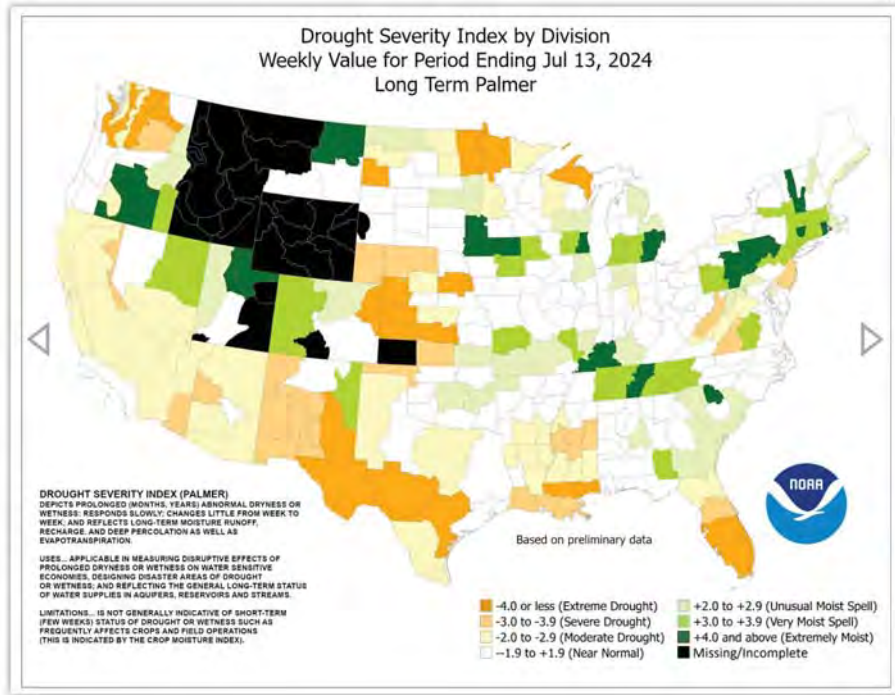 Drought Severity Index by Division
Weekly Value for Period Ending Jul 13, 2024
Long Term Palmer
DROUGHT SEVERITY INDEX (PALMER)
DEPICTS PROLONGED (MONTHS, YEARS) ABNORMAL DRYNESS OR
WETNESS: RESPONDS SLOWLY; CHANGES LITTLE FROM WEEK TO
WEEK; AND REFLECTS LONG-TERM MOISTURE RUNOFF,
RECHARGE, AND DEEP PERCOLATION AS WELL AS
EVAPOTRANSPIRATION.
USES... APPLICABLE IN MEASURING DISRUPTIVE EFFECTS OF
PROLONGED DRYNESS OR WETNESS ON WATER SENSITIVE
ECONOMIES, DESIGNING DISASTER AREAS OF DROUGHT
OR WETNESS; AND REFLECTING THE GENERAL LONG-TERM STATUS
OF WATER SUPPLIES IN AQUIFERS, RESERVOIRS AND STREAMS.
LIMITATIONS... IS NOT GENERALLY INDICATIVE OF SHORT-TERM
(FEW WEEKS) STATUS OF DROUGHT OR WETNESS SUCH AS
FREQUENTLY AFFECTS CROPS AND FIELD OPERATIONS
(THIS IS INDICATED BY THE CROP MOISTURE INDEX).
Based on preliminary data
NOAA
-4.0 or less (Extreme Drought)
-3.0 to -3.9 (Severe Drought)
-2.0 to -2.9 (Moderate Drought)
--1.9 to +1.9 (Near Normal)
+2.0 to +2.9 (Unusual Moist Spell)
+3.0 to +3.9 (Very Moist Spell)
+4.0 and above (Extremely Moist)
Missing/Incomplete